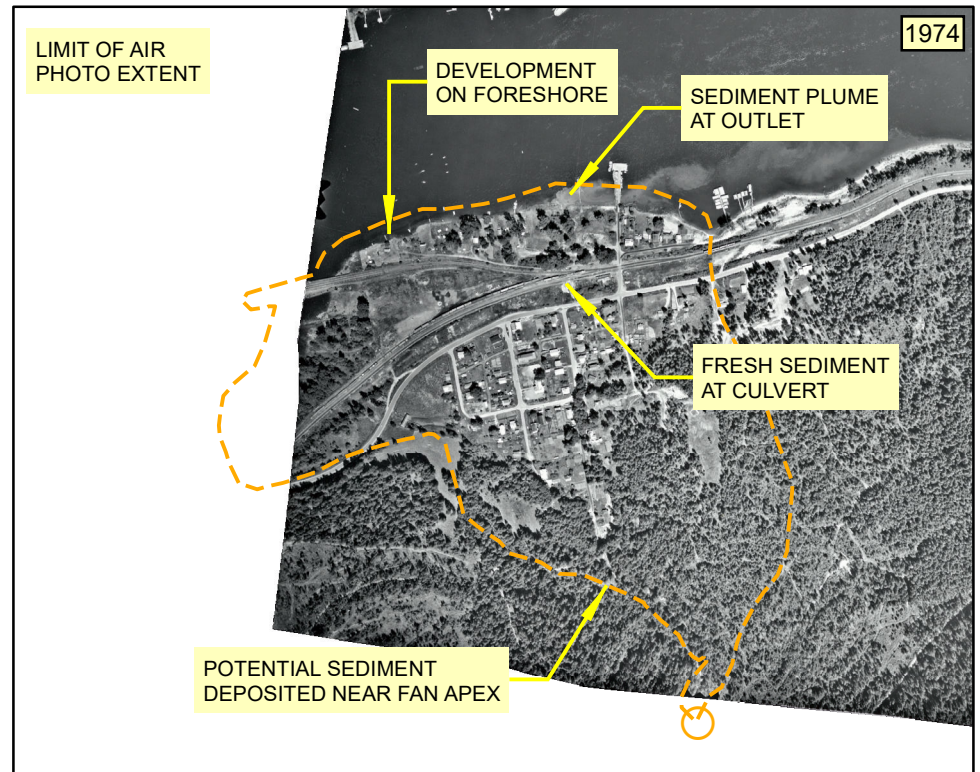 LIMIT OF AIR
PHOTO EXTENT
1974
DEVELOPMENT
ON FORESHORE
SEDIMENT PLUME
AT OUTLET
FRESH SEDIMENT
AT CULVERT
POTENTIAL SEDIMENT
DEPOSITED NEAR FAN APEX